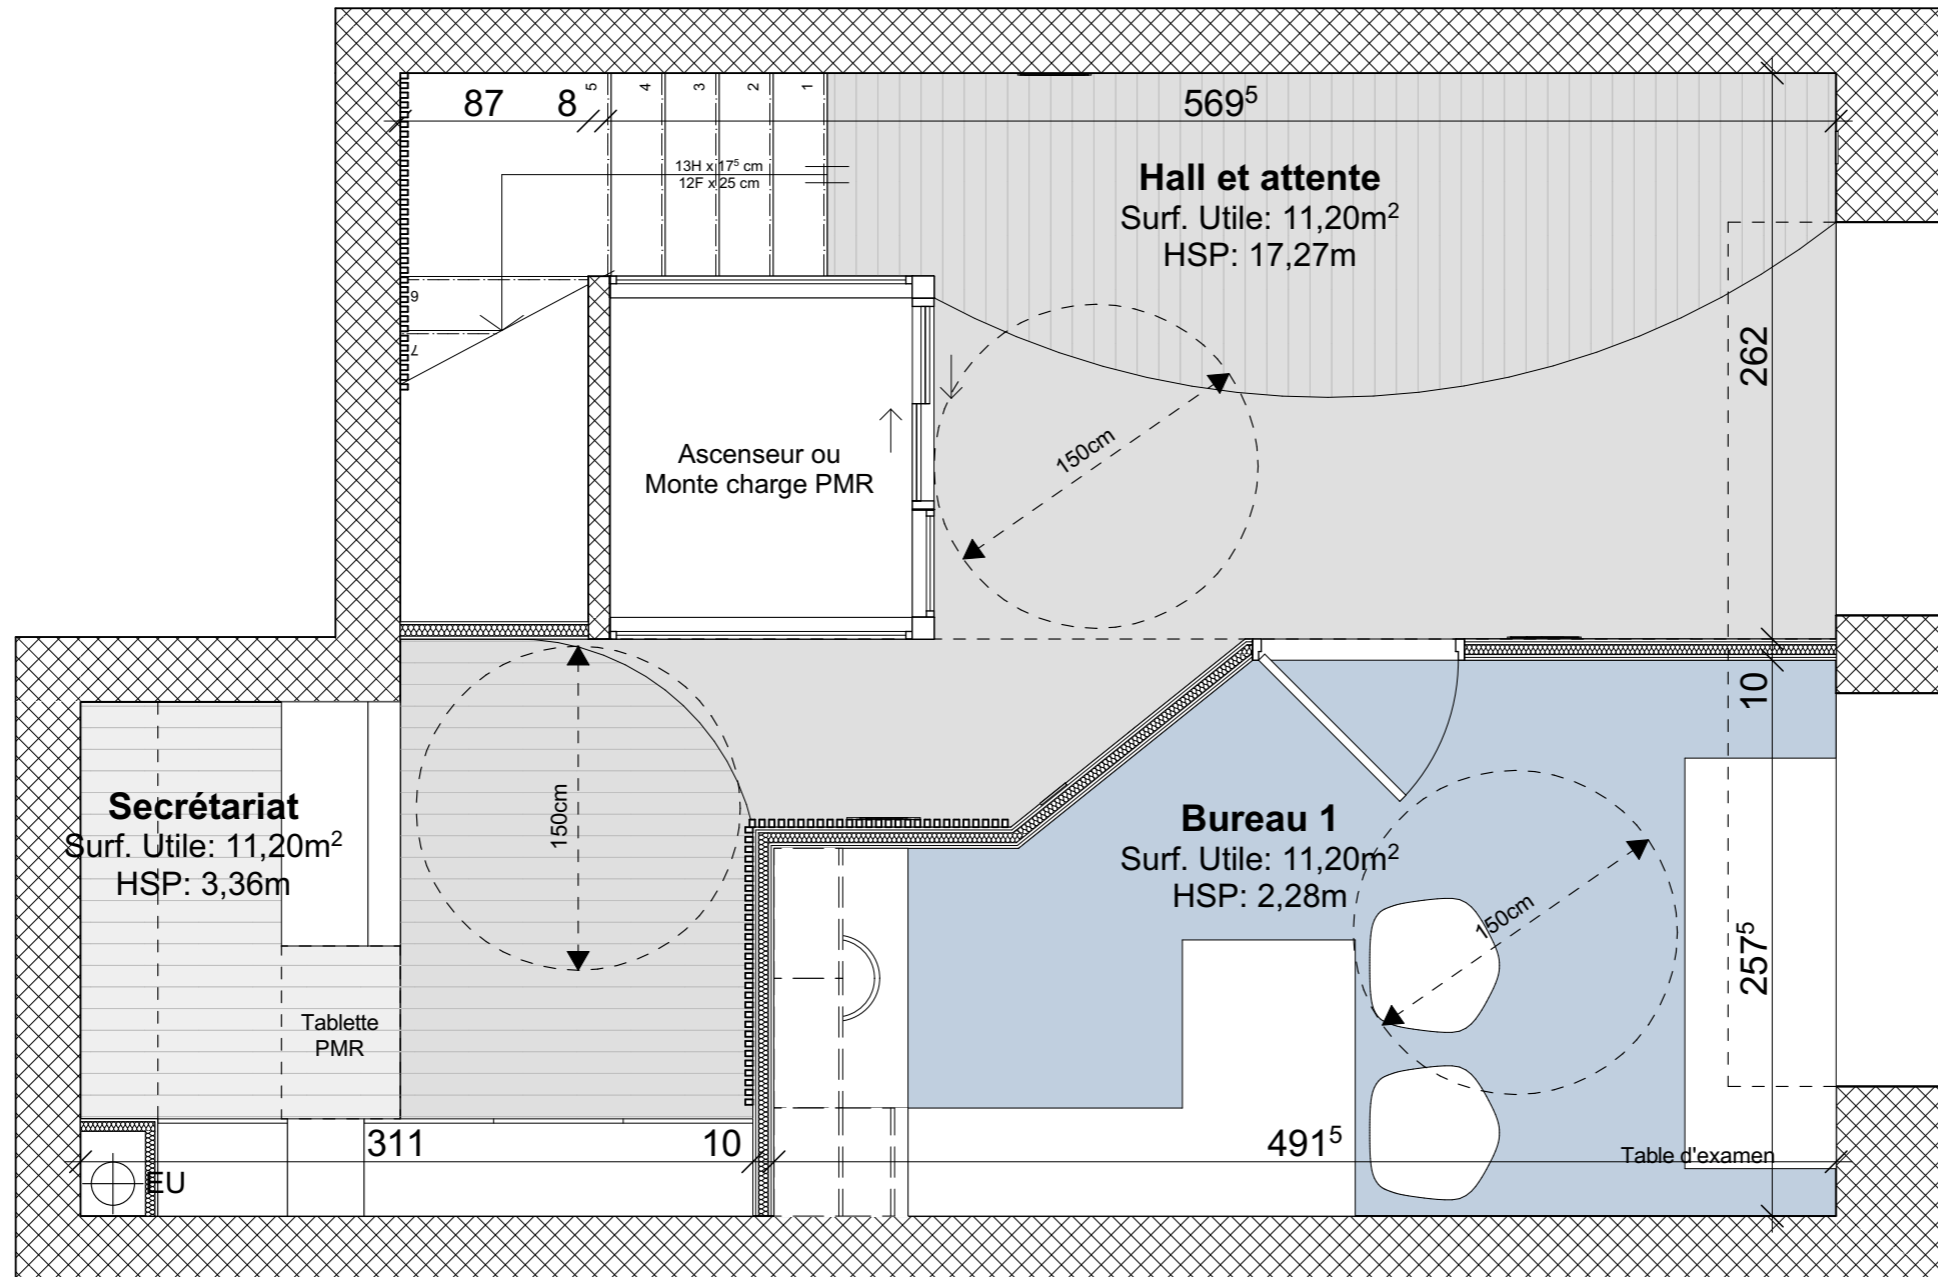 87
8
5
4
3
2
1
569⁵
13H x 17⁵ cm
12F x 25 cm
Hall et attente
Surf. Utile: 11,20m²
HSP: 17,27m
6
7
262
Ascenseur ou
Monte charge PMR
150cm
10
Secrétariat
Surf. Utile: 11,20m²
HSP: 3,36m
150cm
Bureau 1
Surf. Utile: 11,20m²
HSP: 2,28m
150cm
257⁵
Tablette
PMR
311
10
491⁵
Table d'examen
EU